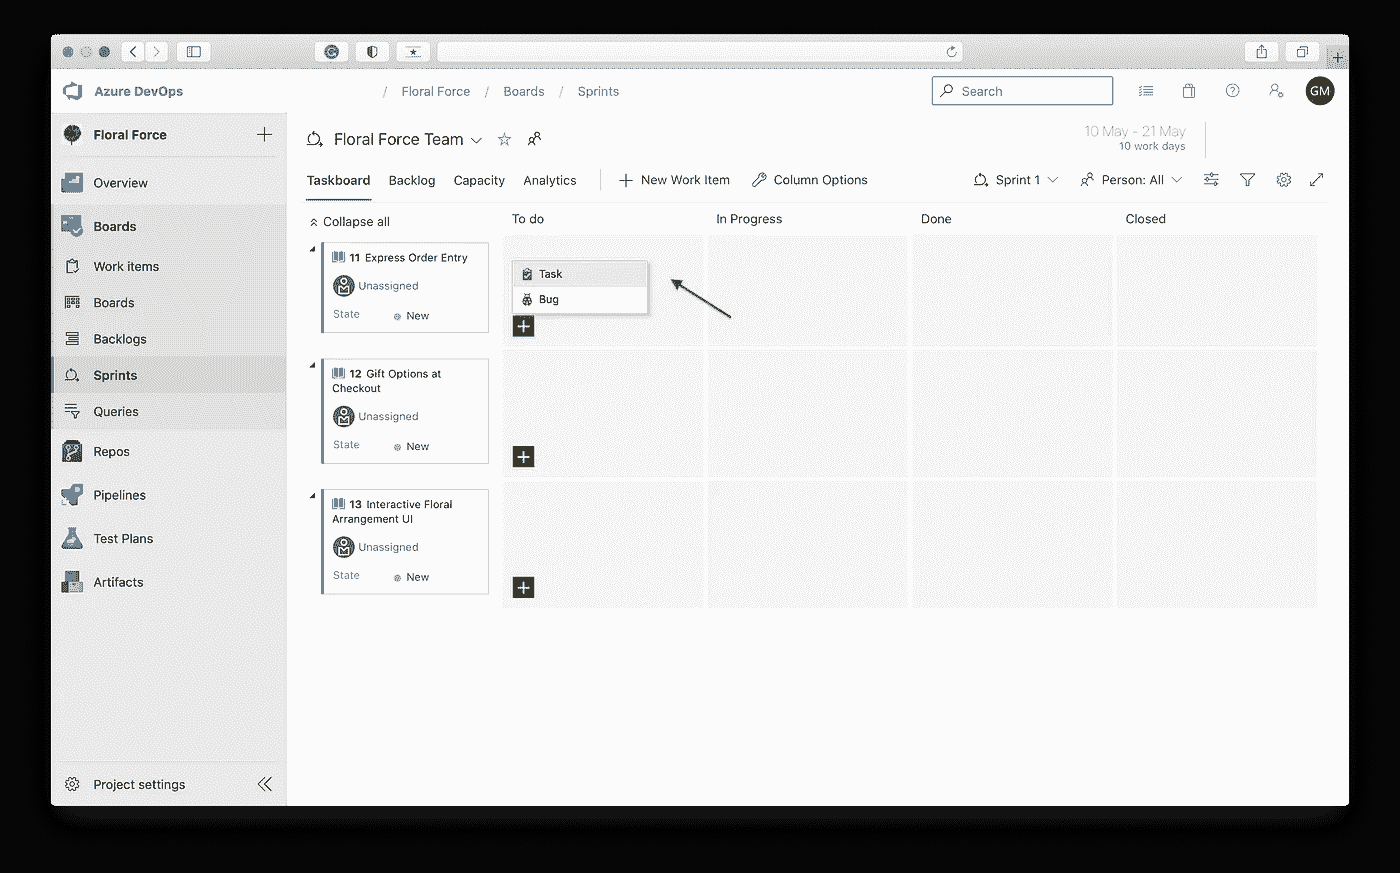 Azure DevOps
/ Floral Force / Boards / Sprints
Search
GM
Floral Force
Overview
Boards
Work items
Boards
Backlogs
Sprints
Queries
Repos
Pipelines
Test Plans
Artifacts
Project settings
Floral Force Team
10 May - 21 May
10 work days
Taskboard
Backlog
Capacity
Analytics
New Work Item
Column Options
Sprint 1
Person: All
Collapse all
To do
In Progress
Done
Closed
11 Express Order Entry
Unassigned
State
New
Task
Bug
12 Gift Options at
Checkout
Unassigned
State
New
13 Interactive Floral
Arrangement UI
Unassigned
State
New